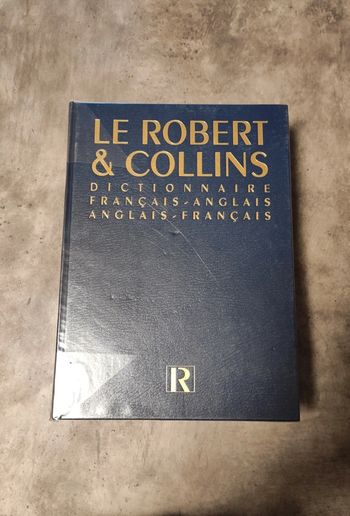 LE ROBERT
& COLLINS
DICTIONNAIRE
FRANÇAIS-ANGLAIS
ANGLAIS-FRANÇAIS
R